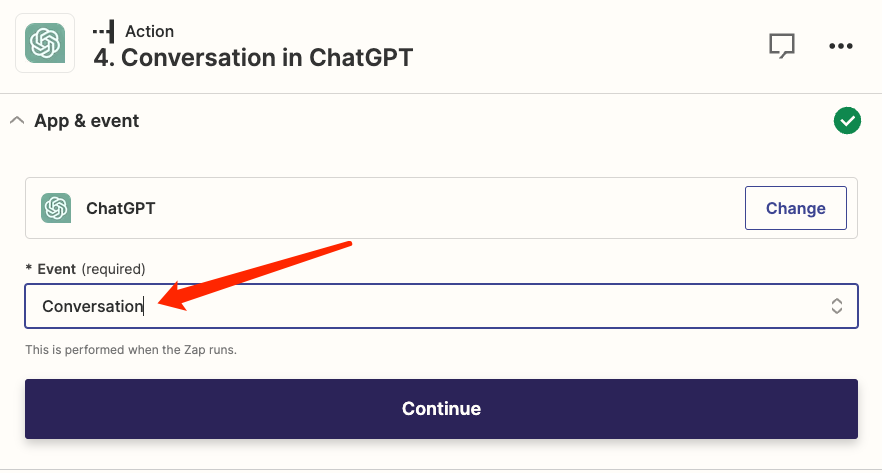 Action
4. Conversation in ChatGPT
App & event
ChatGPT
Change
* Event (required)
Conversation
This is performed when the Zap runs.
Continue